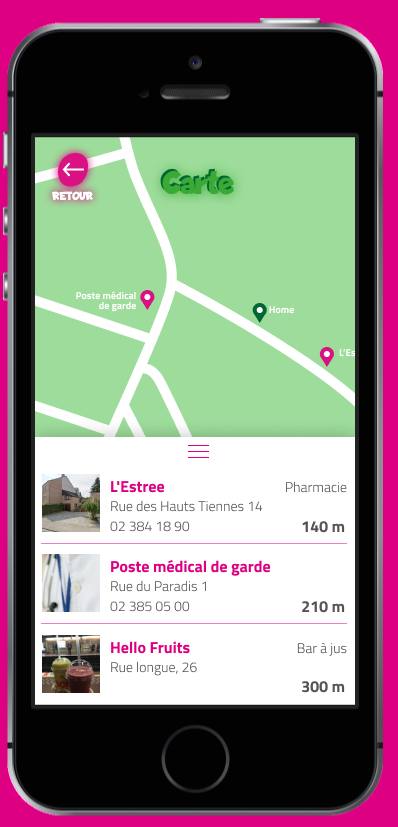 Carte
RETOUR
Poste médical
de garde
Home
L'Es
L'Estree
Pharmacie
Rue des Hauts Tiennes 14
02 384 18 90
140 m
Poste médical de garde
Rue du Paradis 1
02 385 05 00
210 m
Hello Fruits
Bar à jus
Rue longue, 26
300 m